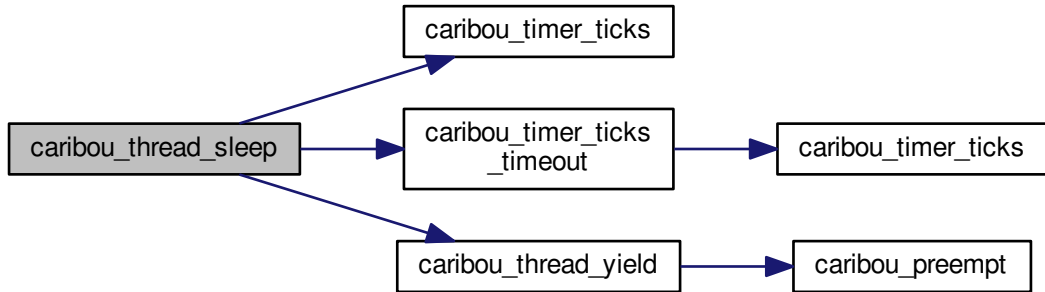 caribou_timer_ticks
caribou_thread_sleep
caribou_timer_ticks
_timeout
caribou_timer_ticks
caribou_thread_yield
caribou_preempt